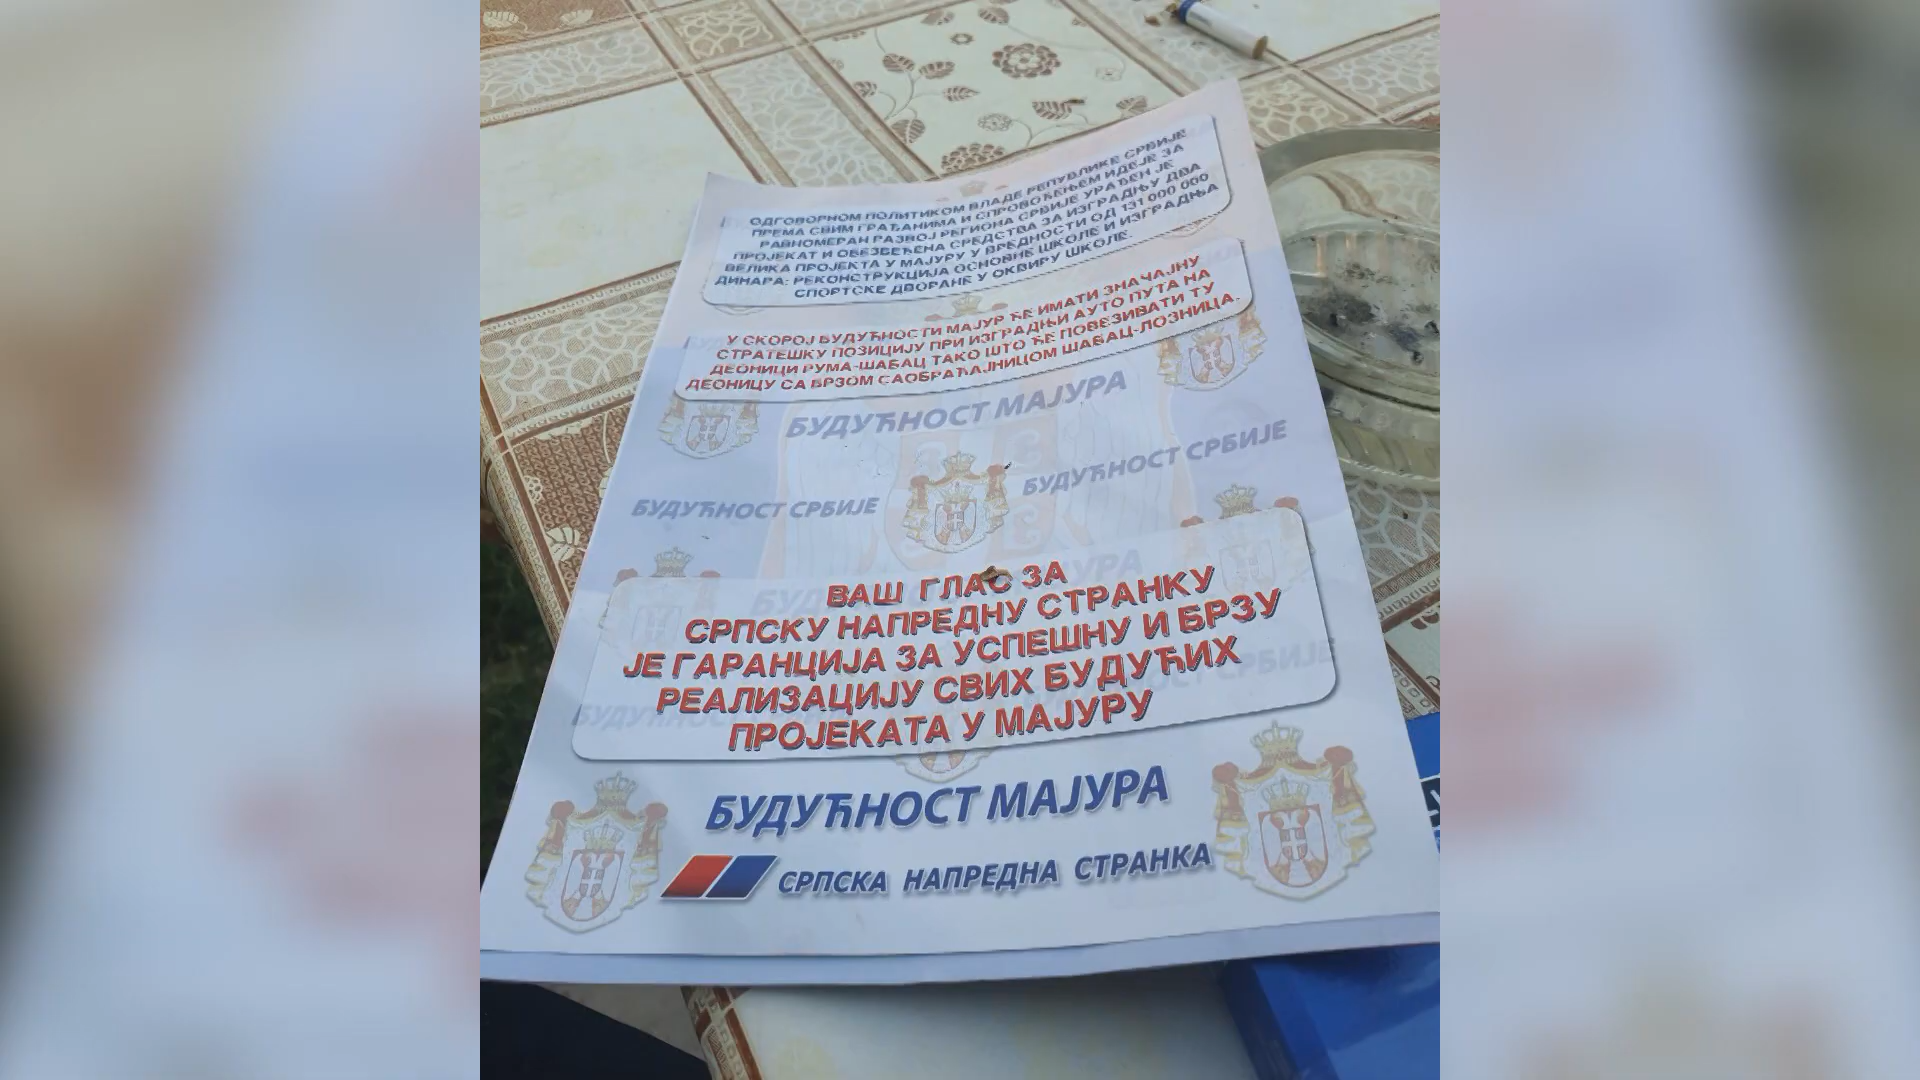 ОДГОВОРНОМ ПОЛИТИКОМ ВЛАДЕ РЕПУБЛИКЕ СРБИЈЕ
ПРЕМА СВИМ ГРАЂАНИМА И СПРОВОЂЕЊЕМ ИДЕЈЕ ЗА
РАВНОМЕРАН РАЗВОЈ РЕГИОНА СРБИЈЕ УРАЂЕН ЈЕ
ПРОЈЕКАТ И ОБЕЗБЕЂЕНА СРЕДСТВА ЗА ИЗГРАДЊУ ДВА
ВЕЛИКА ПРОЈЕКТА У МАЈУРУ У ВРЕДНОСТИ ОД 131 000 000
ДИНАРА: РЕКОНСТРУКЦИЈА ОСНОВНЕ ШКОЛЕ И ИЗГРАДЊА
СПОРТСКЕ ДВОРАНЕ У ОКВИРУ ШКОЛЕ.
У СКОРОЈ БУДУЋНОСТИ МАЈУР ЋЕ ИМАТИ ЗНАЧАЈНУ
СТРАТЕШКУ ПОЗИЦИЈУ ПРИ ИЗГРАДЊИ АУТО ПУТА НА
ДЕОНИЦИ РУМА-ШАБАЦ ТАКО ШТО ЋЕ ПОВЕЗИВАТИ ТУ
ДЕОНИЦУ СА БРЗОМ САОБРАЋАЈНИЦОМ ШАБАЦ-ЛОЗНИЦА.
БУДУЋНОСТ МАЈУРА
БУДУЋНОСТ СРБИЈЕ
БУДУЋНОСТ СРБИЈЕ
ВАШ ГЛАС ЗА
СРПСКУ НАПРЕДНУ СТРАНКУ
ЈЕ ГАРАНЦИЈА ЗА УСПЕШНУ И БРЗУ
РЕАЛИЗАЦИЈУ СВИХ БУДУЋИХ
ПРОЈЕКАТА У МАЈУРУ
БУДУЋНОСТ МАЈУРА
СРПСКА НАПРЕДНА СТРАНКА